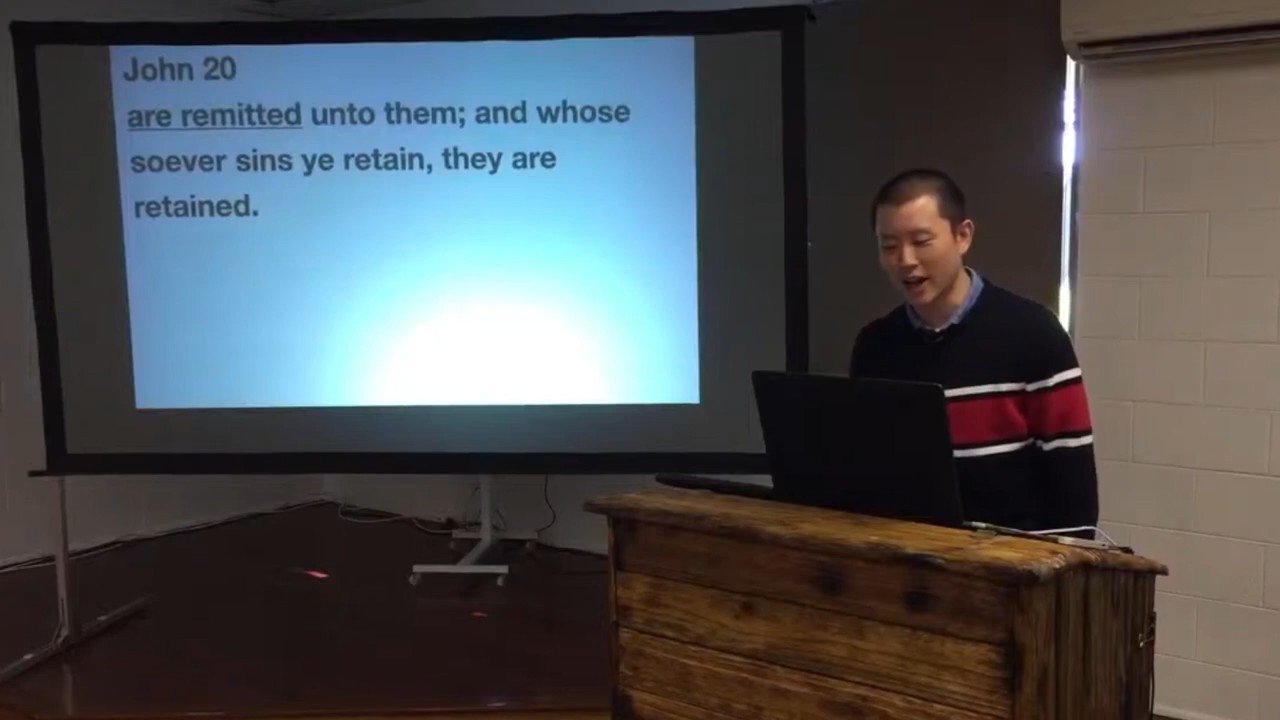 John 20
are remitted unto them; and whose
soever sins ye retain, they are
retained.